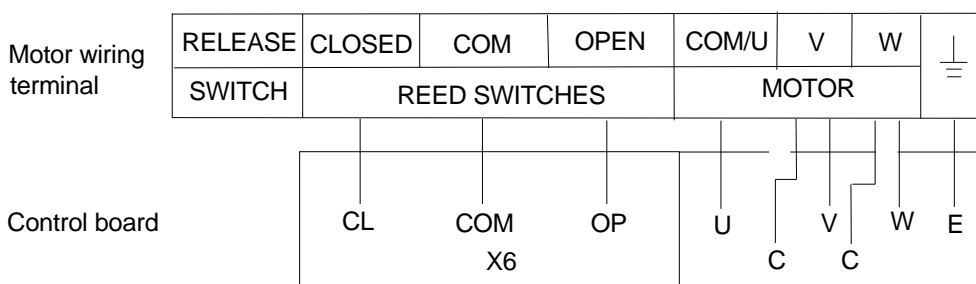 Motor wiring
terminal
RELEASE CLOSED COM OPEN COM/U V W
SWITCH REED SWITCHES MOTOR
Control board
CL COM OP U V W E
X6 C C